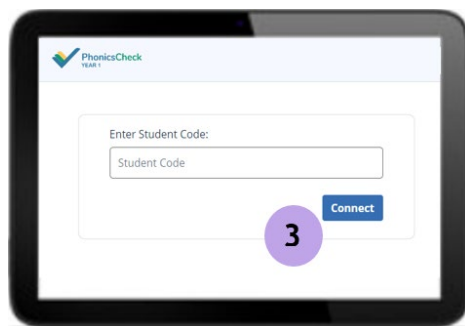 PhonicsCheck
YEAR 1
Enter Student Code:
Student Code
Connect
3